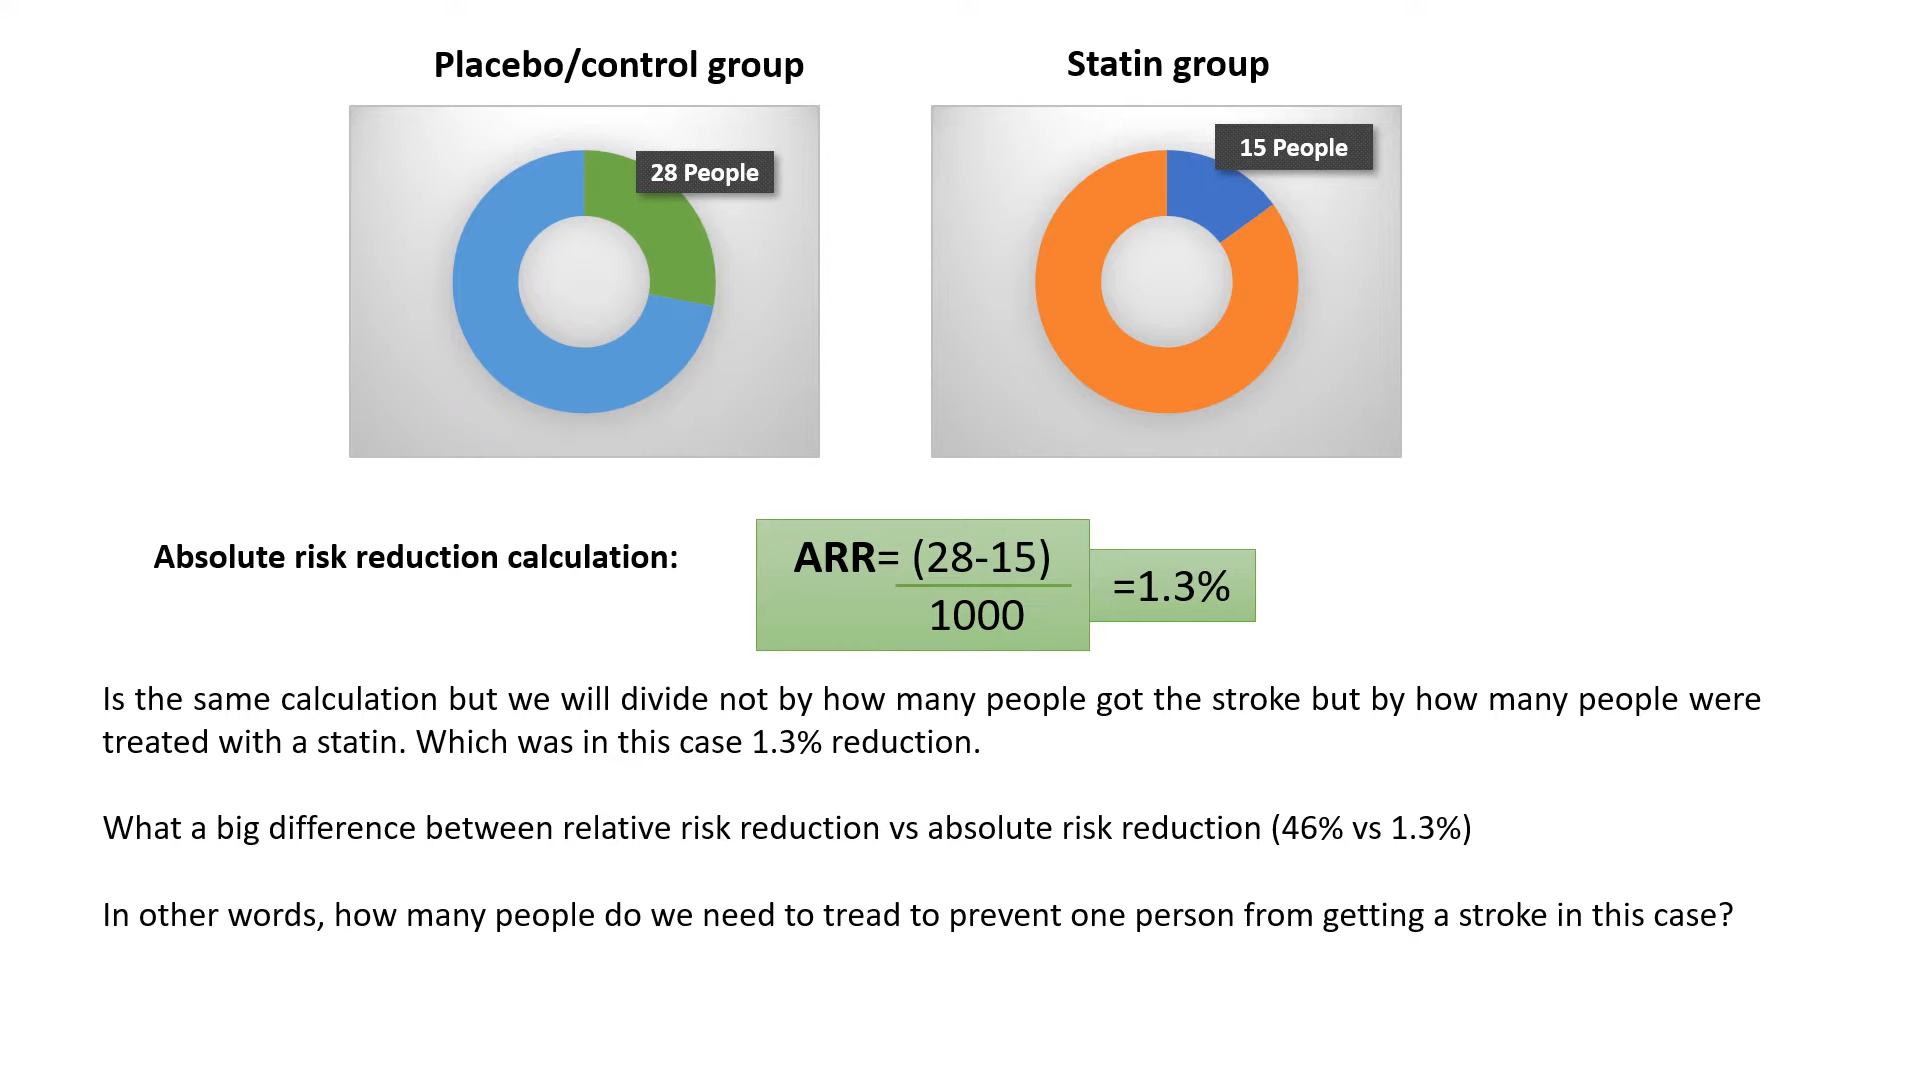 Placebo/control group
Statin group
28 People
15 People
Absolute risk reduction calculation:
ARR= (28-15)
1000
=1.3%
Is the same calculation but we will divide not by how many people got the stroke but by how many people were
treated with a statin. Which was in this case 1.3% reduction.
What a big difference between relative risk reduction vs absolute risk reduction (46% vs 1.3%)
In other words, how many people do we need to tread to prevent one person from getting a stroke in this case?